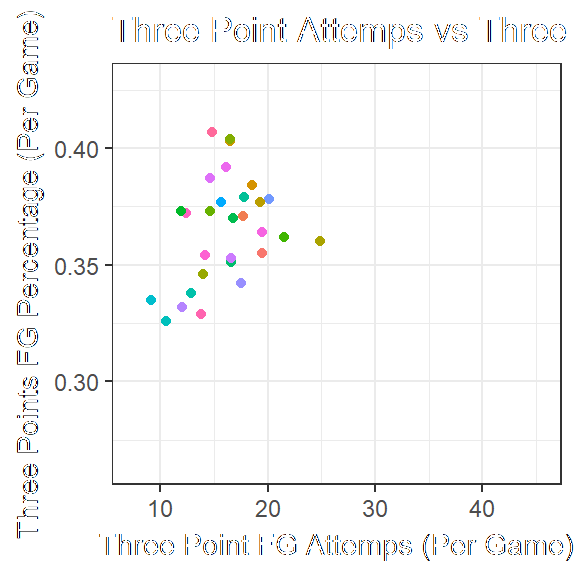 Three Point Attemps vs Three
Three Points FG Percentage (Per Game)
0.40
0.35
0.30
10 20 30 40
Three Point FG Attemps (Per Game)